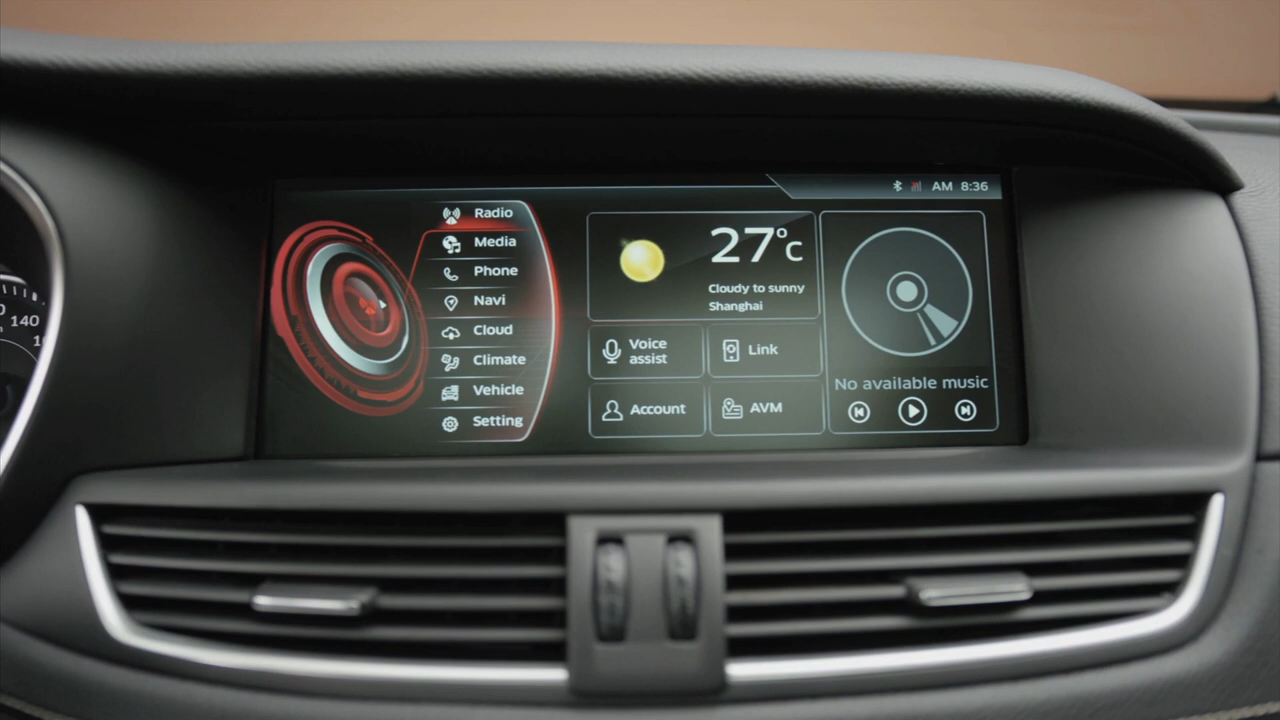 AM 8:36
Radio
Media
Phone
Navi
Cloud
Climate
Vehicle
Setting
27°C
Cloudy to sunny
Shanghai
Voice
assist
Link
Account
AVM
No available music
140